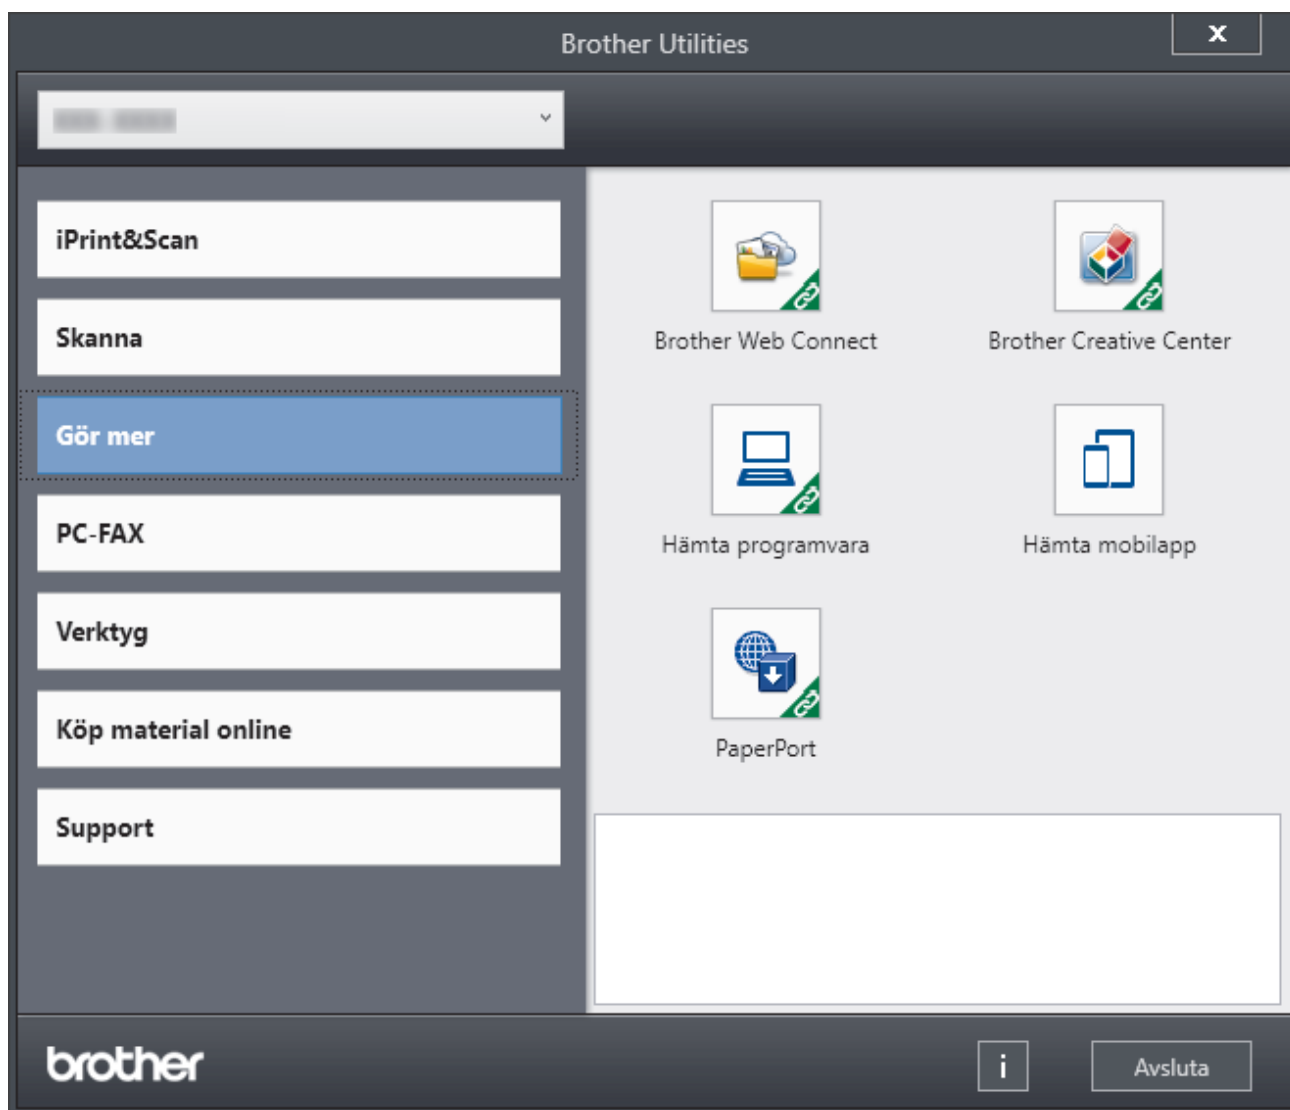 Brother Utilities
x
iPrint&Scan
Skanna
Gör mer
PC-FAX
Verktyg
Köp material online
Support
Brother Web Connect
Brother Creative Center
Hämta programvara
Hämta mobilapp
PaperPort
brother
i
Avsluta